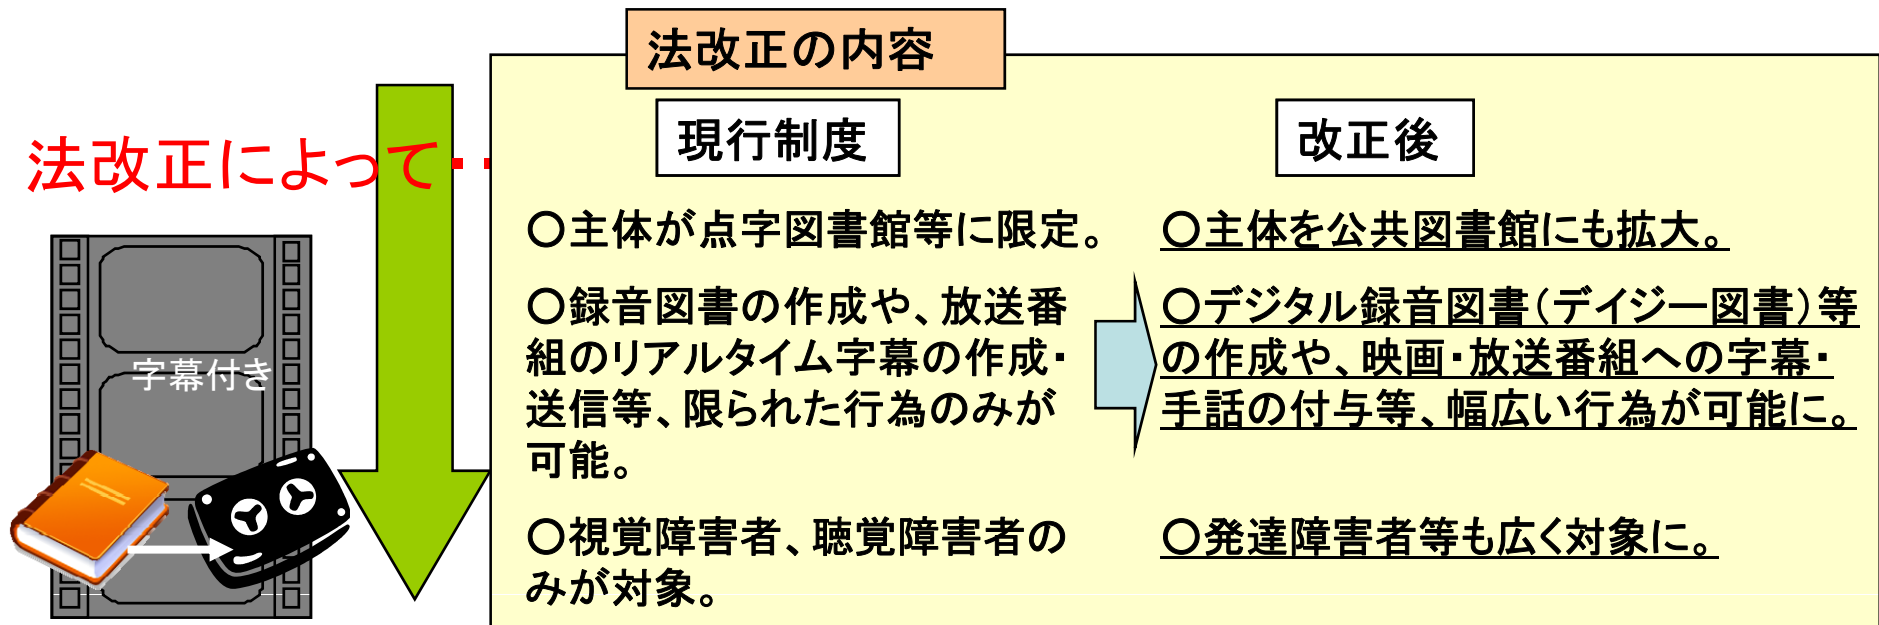 法改正の内容
現行制度
改正後
法改正によって・・
〇主体が点字図書館等に限定。
〇主体を公共図書館にも拡大。
〇録音図書の作成や、放送番
組のリアルタイム字幕の作成・
送信等、限られた行為のみが
可能。
〇デジタル録音図書(デイジー図書)等
の作成や、映画・放送番組への字幕・
手話の付与等、幅広い行為が可能に。
〇視覚障害者、聴覚障害者の
みが対象。
〇発達障害者等も広く対象に。
字幕付き